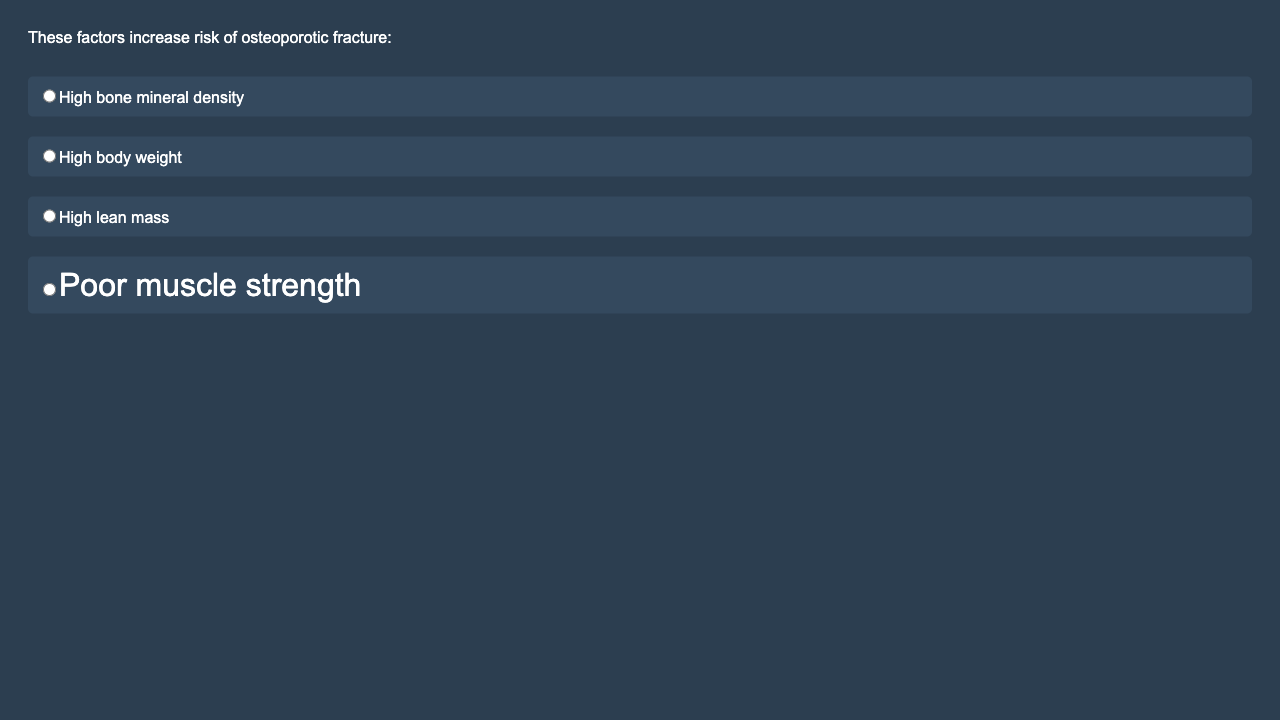 These factors increase risk of osteoporotic fracture:
High bone mineral density
High body weight
High lean mass
Poor muscle strength